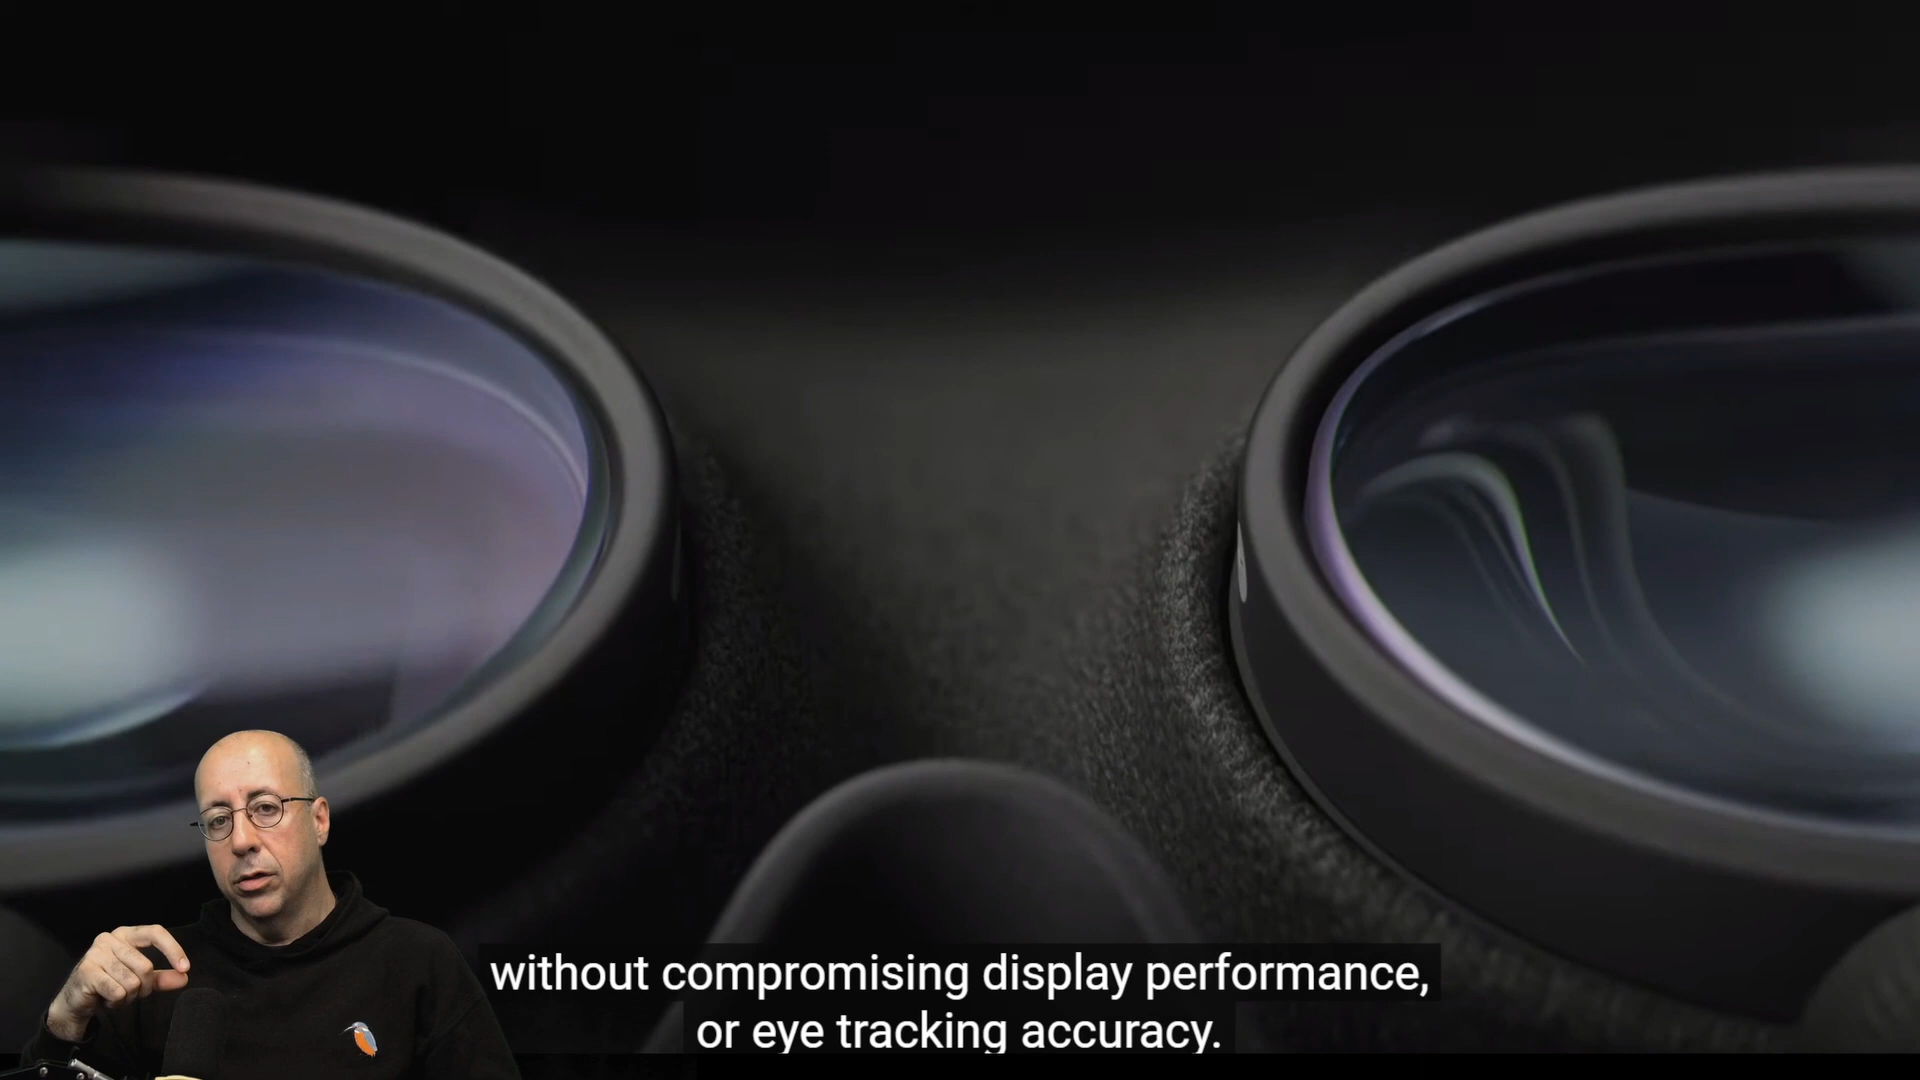 without compromising display performance,
or eye tracking accuracy.